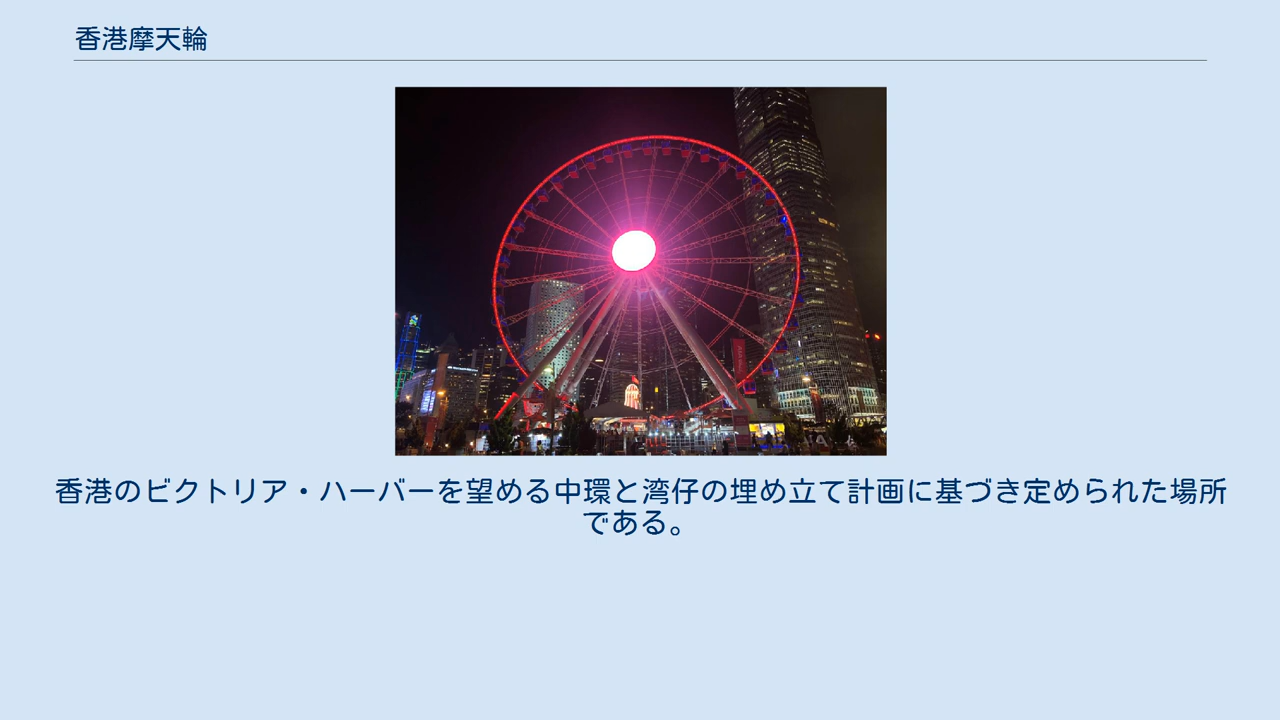 香港摩天輪
香港のビクトリア・ハーバーを望める中環と湾仔の埋め立て計画に基づき定められた場所
である。